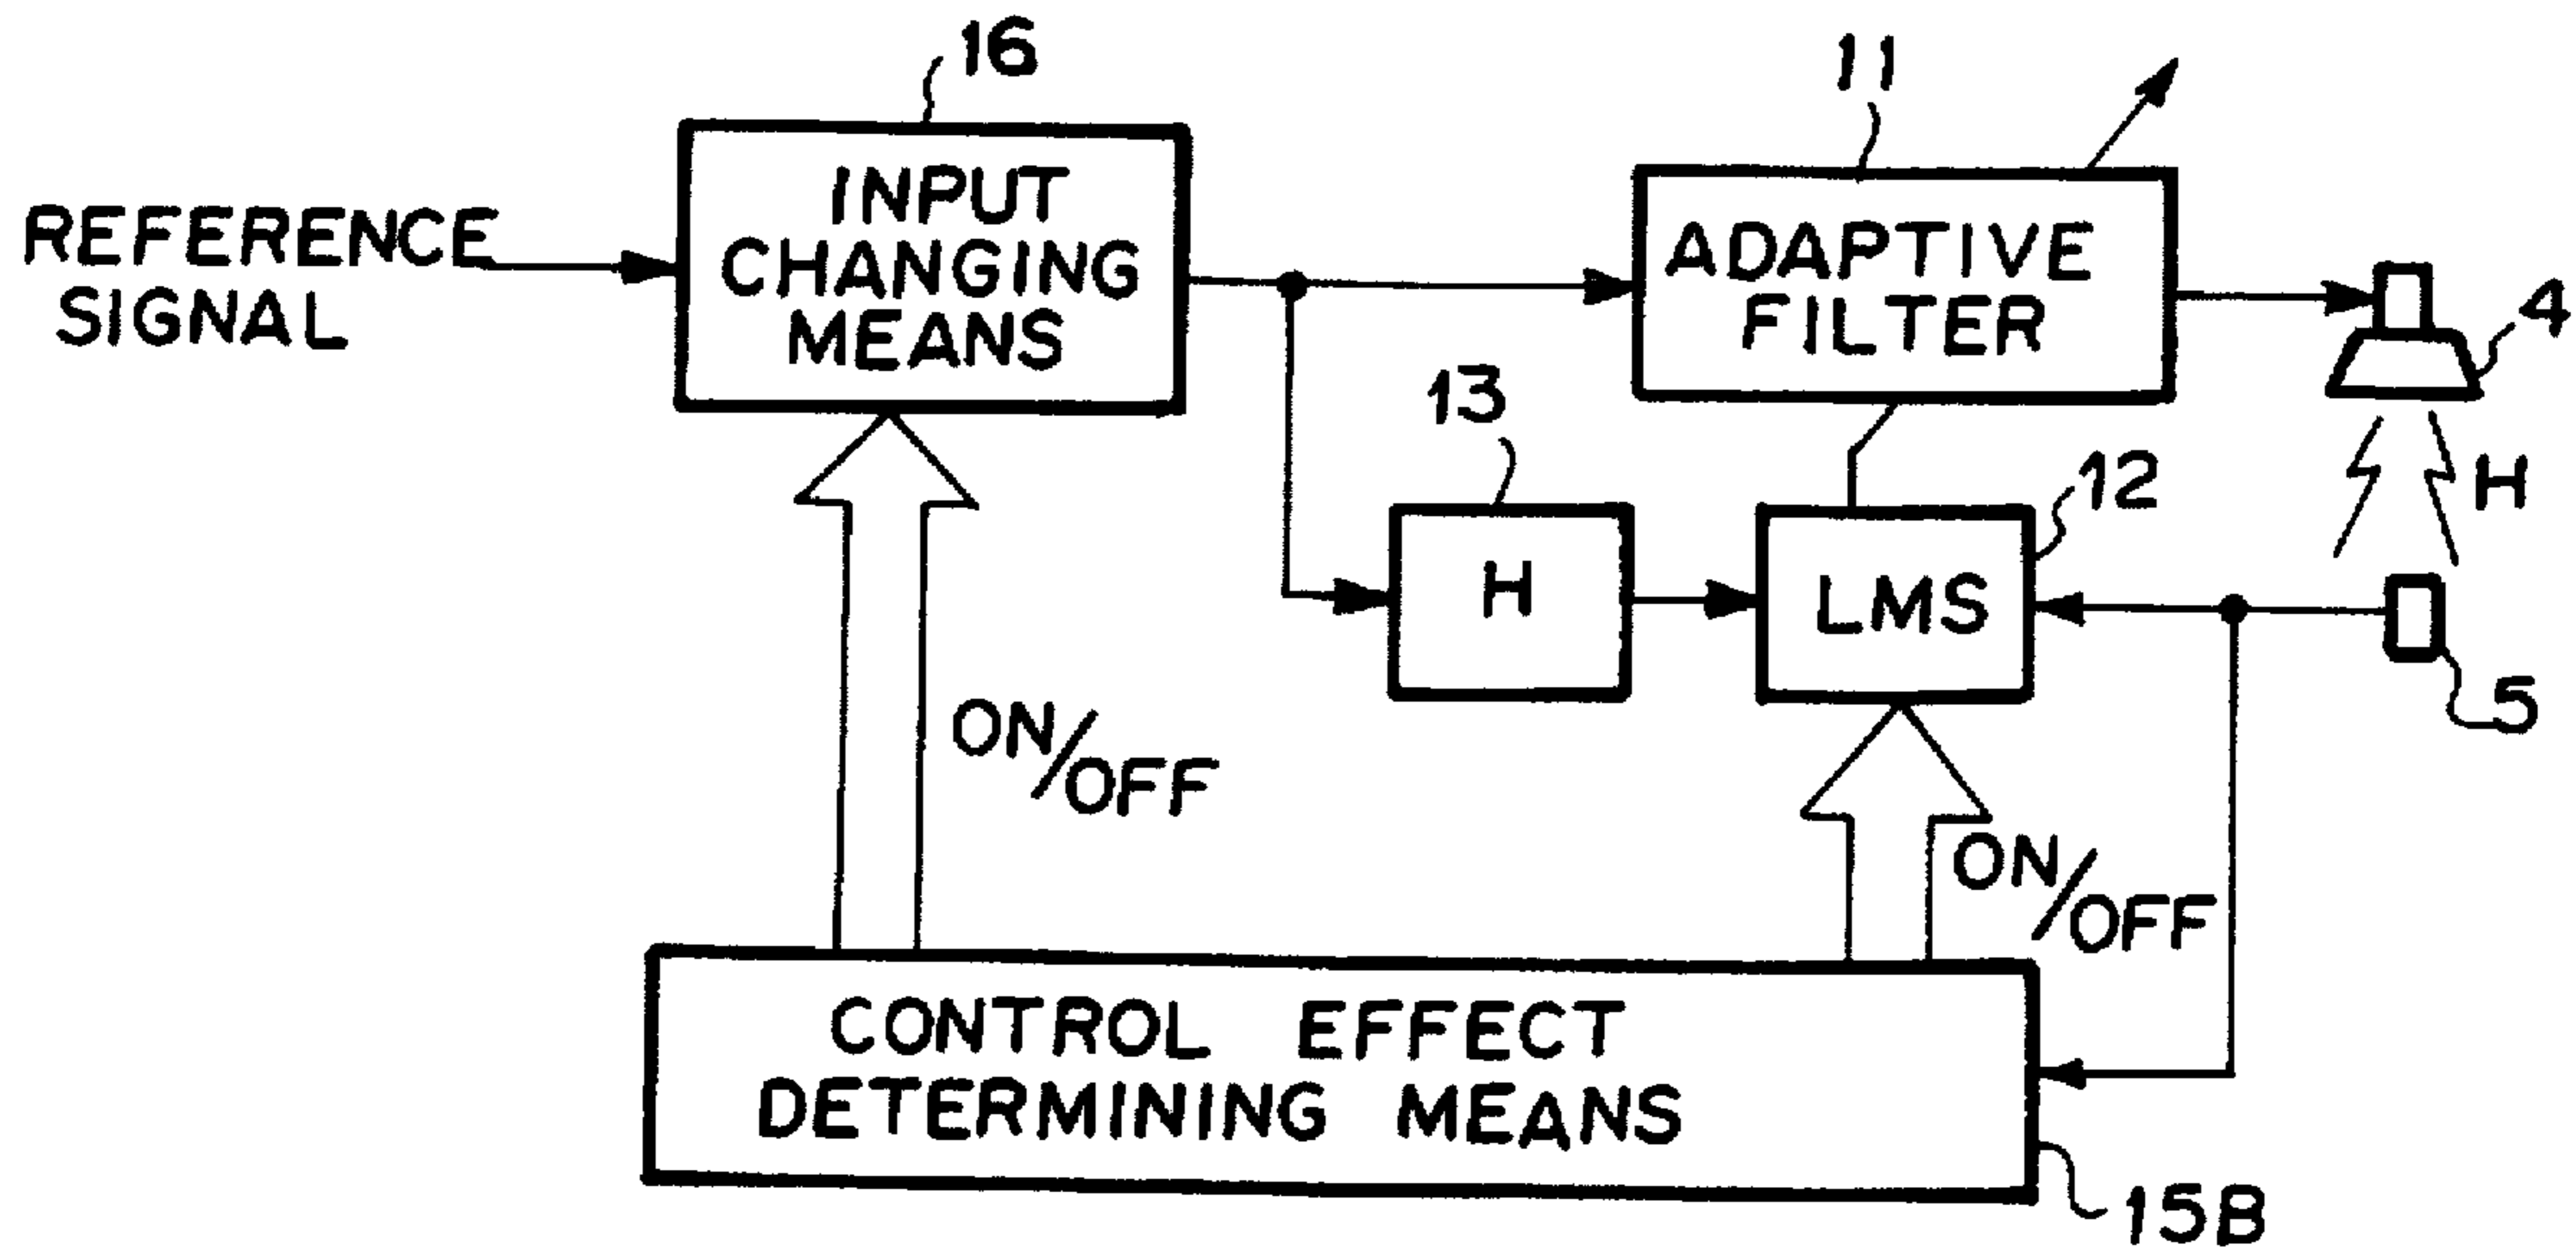 16
11
REFERENCE
SIGNAL
INPUT
CHANGING
MEANS
ADAPTIVE
FILTER
4
13
12
H
H
LMS
5
ON/OFF
ON/OFF
CONTROL EFFECT
DETERMINING MEANS
15B